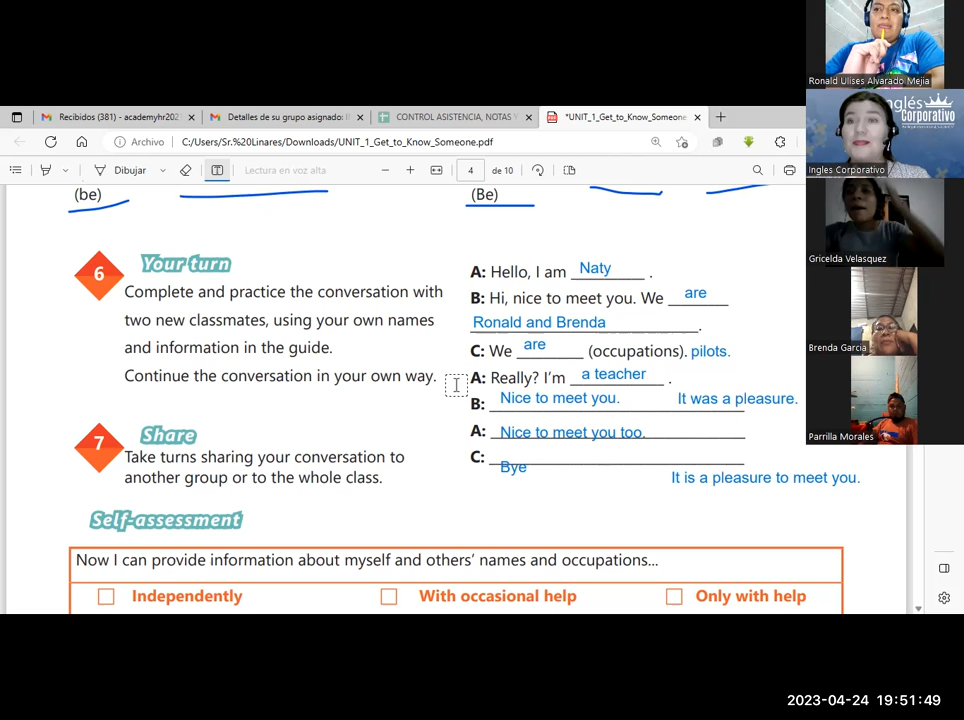 Ronald Ulises Alvarado Mejia
Inglés
Corporativo
Ingles Corporativo
Gricelda Velasquez
Brenda Garcia
Parrilla Morales
Recibidos (381) - academyhr202
Detalles de su grupo asignado: II
CONTROL ASISTENCIA, NOTAS Y
*UNIT_1_Get_to_Know_Someone.
Archivo
C:/Users/Sr.%20Linares/Downloads/UNIT_1_Get_to_Know_Someone.pdf
Dibujar
Lectura en voz alta
4
de 10
(be)
(Be)
6
Your turn
Complete and practice the conversation with
two new classmates, using your own names
and information in the guide.
Continue the conversation in your own way.
7
Share
Take turns sharing your conversation to
another group or to the whole class.
A: Hello, I am Naty .
B: Hi, nice to meet you. We are
Ronald and Brenda .
C: We are (occupations). pilots.
A: Really? I'm a teacher .
B: Nice to meet you. It was a pleasure.
A: Nice to meet you too.
C: Bye
It is a pleasure to meet you.
Self-assessment
Now I can provide information about myself and others' names and occupations...
Independently
With occasional help
Only with help
2023-04-24 19:51:49